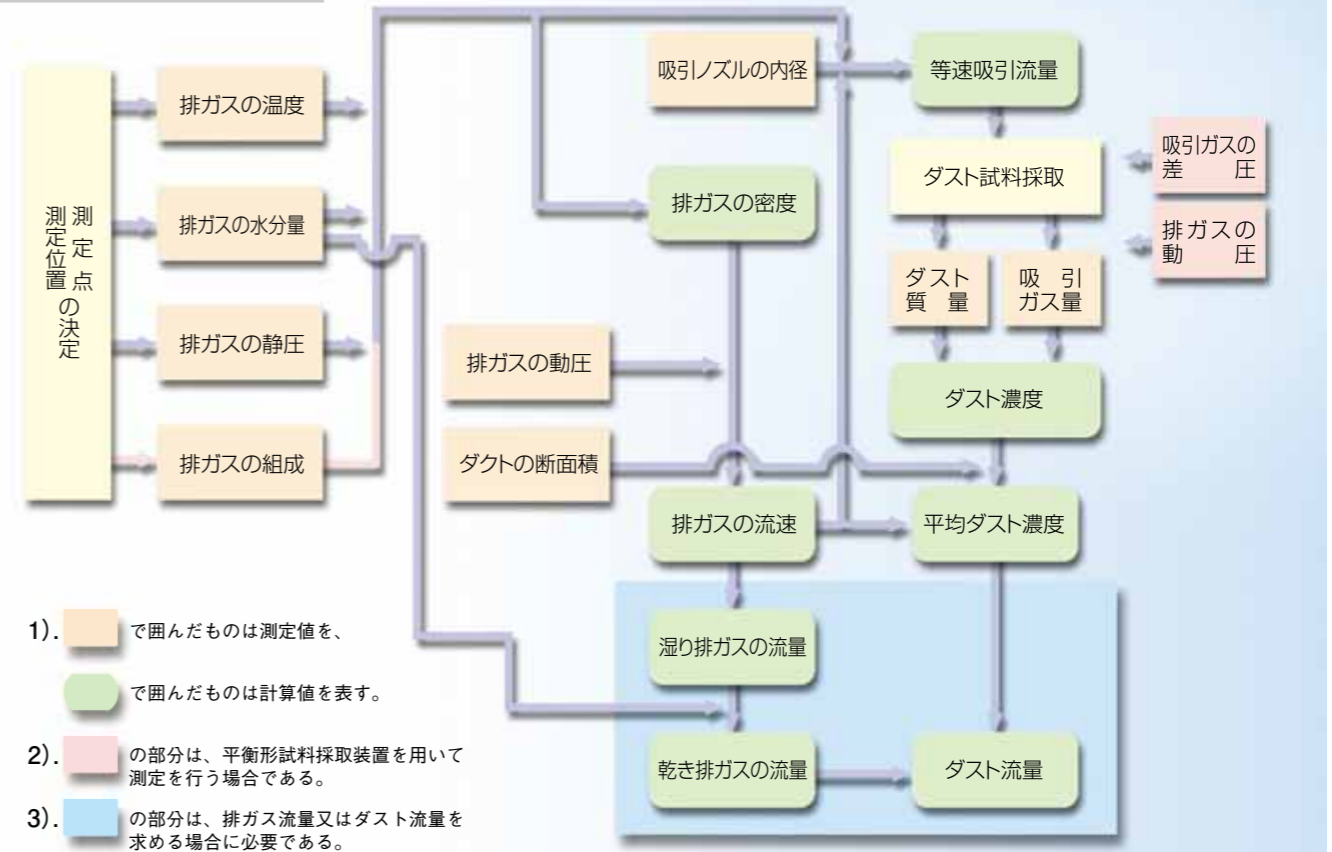 測定位置
測定点
の決定
排ガスの温度
排ガスの水分量
排ガスの静圧
排ガスの組成
吸引ノズルの内径
等速吸引流量
吸引ガスの
差圧
ダスト試料採取
排ガスの密度
排ガスの
動圧
ダスト
質量
吸引
ガス量
排ガスの動圧
ダスト濃度
ダクトの断面積
排ガスの流速
平均ダスト濃度
湿り排ガスの流量
乾き排ガスの流量
ダスト流量
1). で囲んだものは測定値を、
で囲んだものは計算値を表す。
2). の部分は、平衡形試料採取装置を用いて
測定を行う場合である。
3). の部分は、排ガス流量又はダスト流量を
求める場合に必要である。